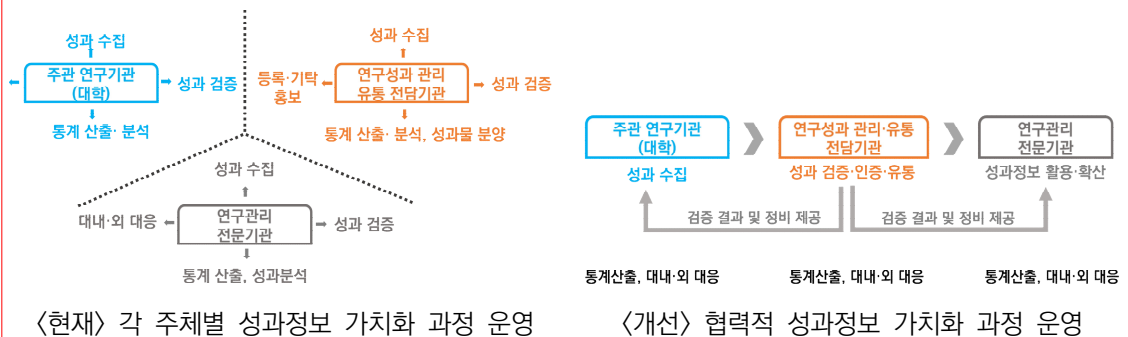 성과 수집
주관 연구기관
(대학)
성과 검증
통계 산출· 분석
성과 수집
등록·기탁
홍보
연구성과 관리
유통 전담기관
성과 검증
통계 산출· 분석, 성과물 분양
성과 수집
대내·외 대응
연구관리
전문기관
성과 검증
통계 산출, 성과분석
〈현재〉 각 주체별 성과정보 가치화 과정 운영
주관 연구기관
(대학)
성과 수집
연구성과 관리·유통
전담기관
성과 검증·인증·유통
연구관리
전문기관
성과정보 활용·확산
검증 결과 및 정비 제공
검증 결과 및 정비 제공
통계산출, 대내·외 대응
통계산출, 대내·외 대응
통계산출, 대내·외 대응
〈개선〉 협력적 성과정보 가치화 과정 운영